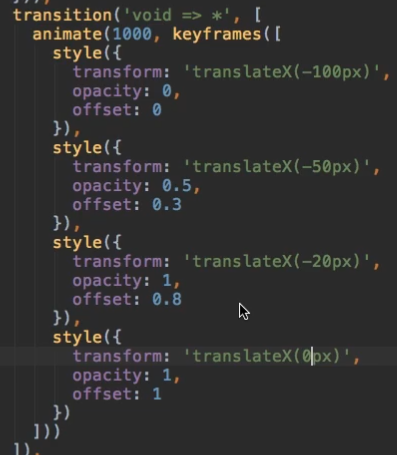 }))),
transition('void => *', [
animate(1000, keyframes([
style({
transform: 'translateX(-100px)',
opacity: 0,
offset: 0
}),
style({
transform: 'translateX(-50px)',
opacity: 0.5,
offset: 0.3
}),
style({
transform: 'translateX(-20px)',
opacity: 1,
offset: 0.8
}),
style({
transform: 'translateX(0px)',
opacity: 1,
offset: 1
})
]))
]),